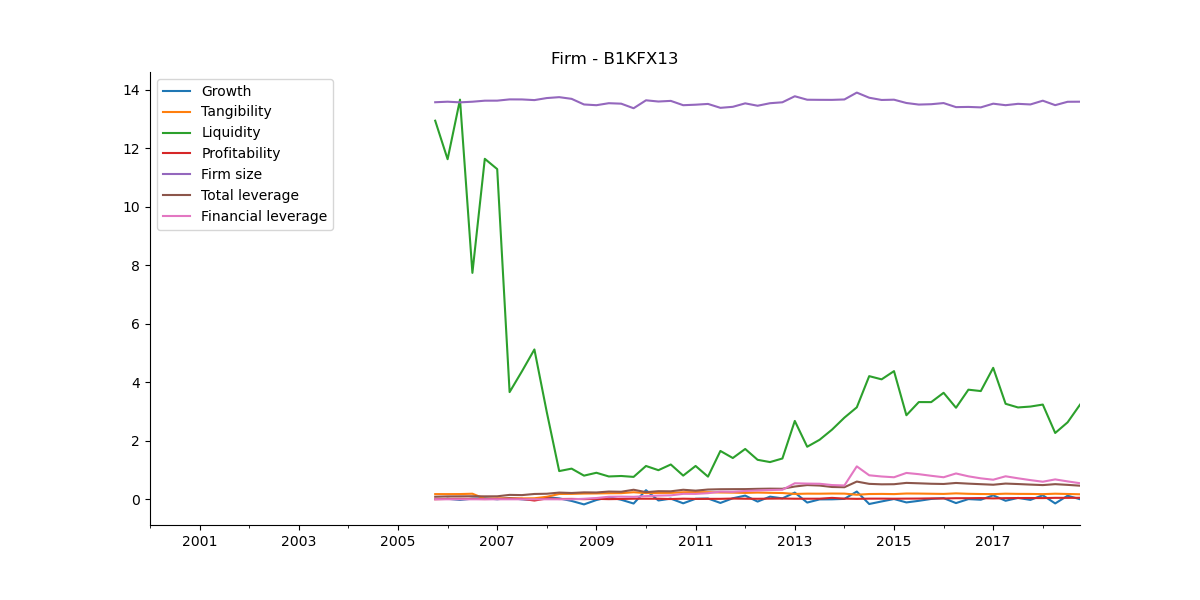 Firm - B1KFX13
14
12
10
8
6
4
2
0
Growth
Tangibility
Liquidity
Profitability
Firm size
Total leverage
Financial leverage
2001 2003 2005 2007 2009 2011 2013 2015 2017